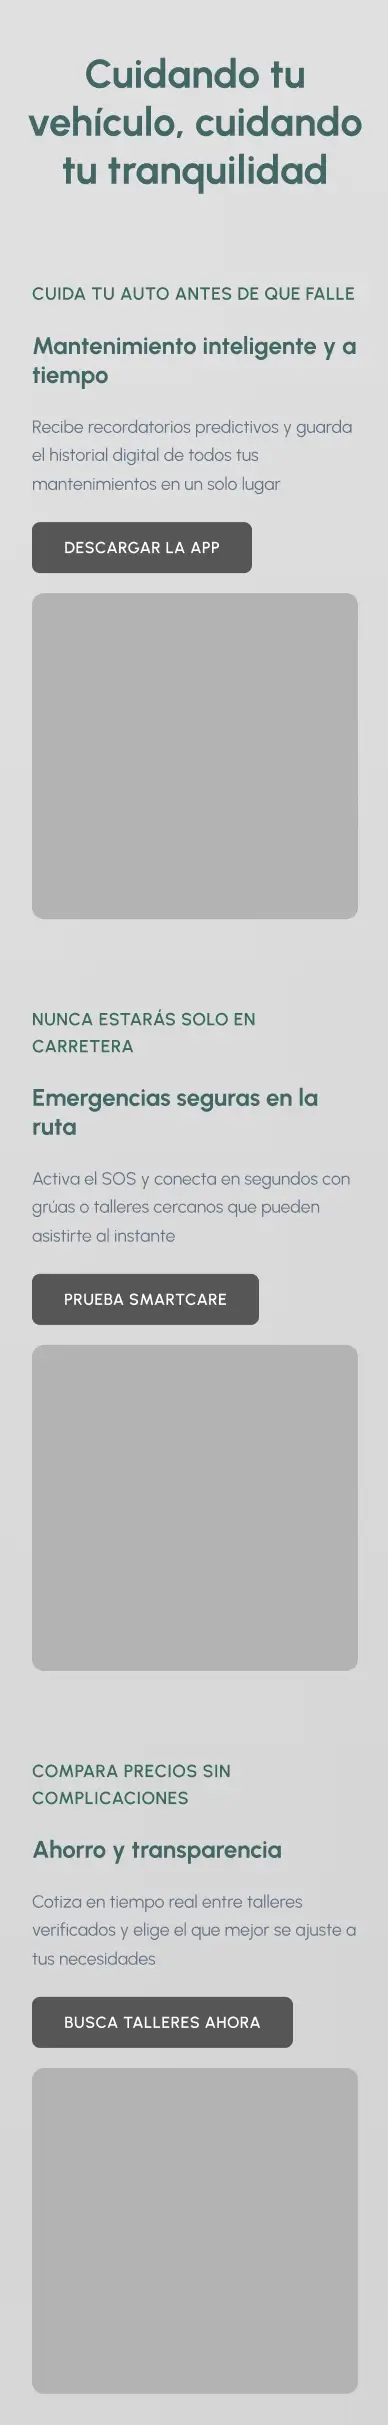 Cuidando tu
vehículo, cuidando
tu tranquilidad
CUIDA TU AUTO ANTES DE QUE FALLE
Mantenimiento inteligente y a
tiempo
Recibe recordatorios predictivos y guarda
el historial digital de todos tus
mantenimientos en un solo lugar
DESCARGAR LA APP
NUNCA ESTARÁS SOLO EN
CARRETERA
Emergencias seguras en la
ruta
Activa el SOS y conecta en segundos con
grúas o talleres cercanos que pueden
asistirte al instante
PRUEBA SMARTCARE
COMPARA PRECIOS SIN
COMPLICACIONES
Ahorro y transparencia
Cotiza en tiempo real entre talleres
verificados y elige el que mejor se ajuste a
tus necesidades
BUSCA TALLERES AHORA